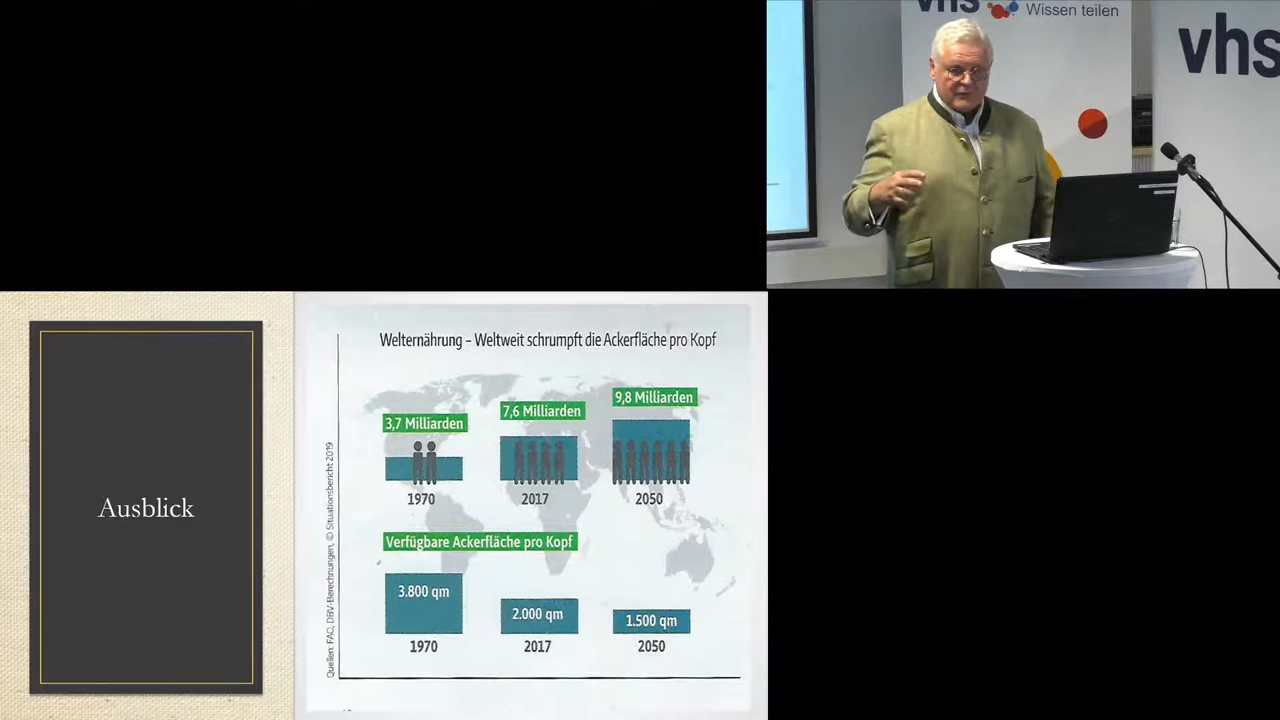 vhs
Wissen teilen
vhs
Ausblick
Welternährung – Weltweit schrumpft die Ackerfläche pro Kopf
3,7 Milliarden
7,6 Milliarden
9,8 Milliarden
1970
2017
2050
Verfügbare Ackerfläche pro Kopf
3.800 qm
2.000 qm
1.500 qm
1970
2017
2050
Quellen: FAO, DBV-Berechnungen, © Situationsbericht 2019